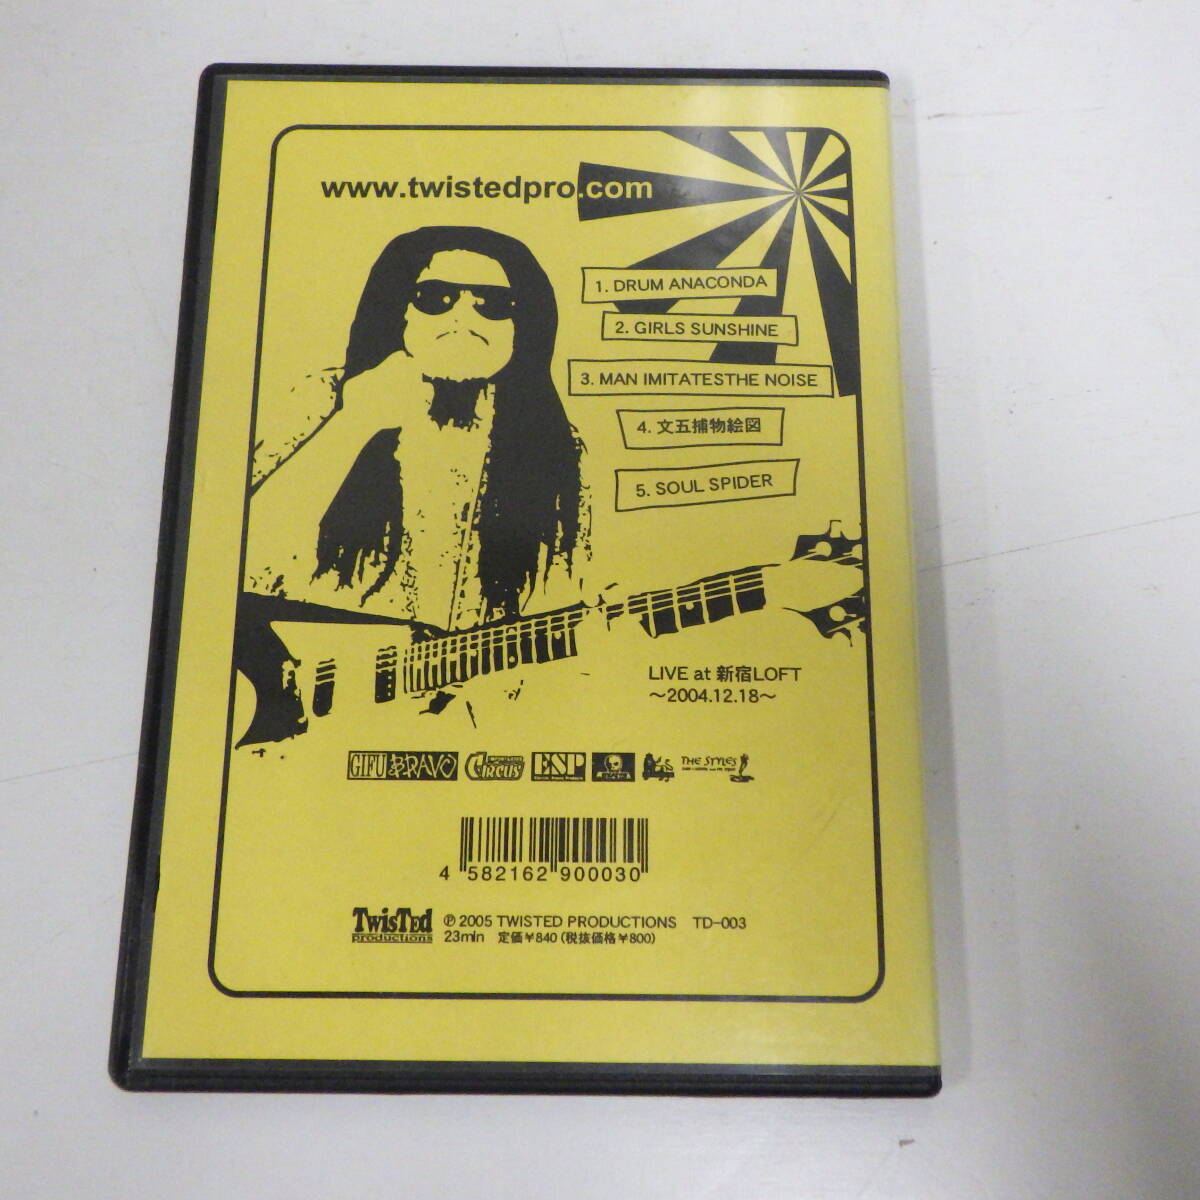 www.twistedpro.com
1. DRUM ANACONDA
2. GIRLS SUNSHINE
3. MAN IMITATESTHE NOISE
4. 文五捕物絵図
5. SOUL SPIDER
LIVE at 新宿LOFT
～2004.12.18～
GIFU BRAVO CIRCUS ESP THE STYLES
4 582162 900030
TwisTed
productions
℗ 2005 TWISTED PRODUCTIONS TD-003
23min 定価￥840（税抜価格￥800）